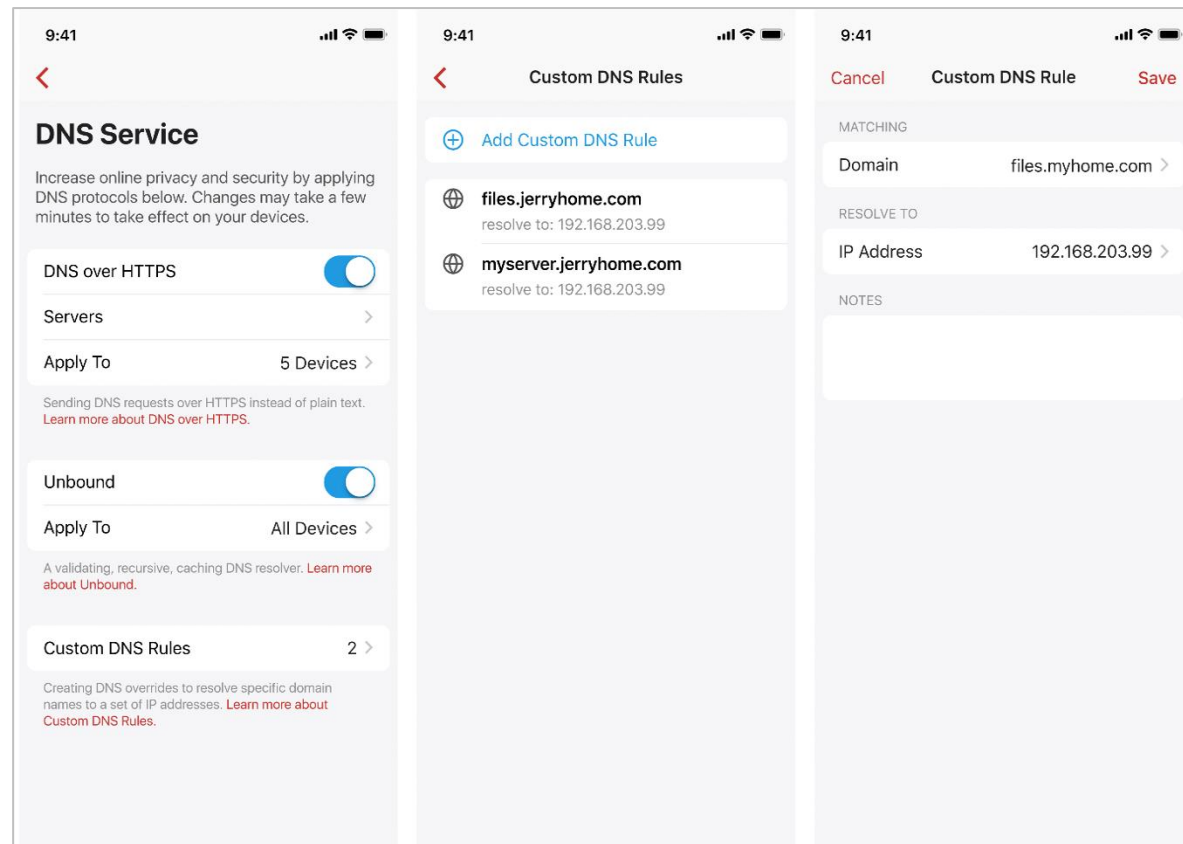 9:41
DNS Service
Increase online privacy and security by applying
DNS protocols below. Changes may take a few
minutes to take effect on your devices.
DNS over HTTPS
Servers
Apply To 5 Devices
Sending DNS requests over HTTPS instead of plain text.
Learn more about DNS over HTTPS.
Unbound
Apply To All Devices
A validating, recursive, caching DNS resolver. Learn more
about Unbound.
Custom DNS Rules 2
Creating DNS overrides to resolve specific domain
names to a set of IP addresses. Learn more about
Custom DNS Rules.
9:41
Custom DNS Rules
Add Custom DNS Rule
files.jerryhome.com
resolve to: 192.168.203.99
myserver.jerryhome.com
resolve to: 192.168.203.99
9:41
Cancel Custom DNS Rule Save
MATCHING
Domain files.myhome.com
RESOLVE TO
IP Address 192.168.203.99
NOTES